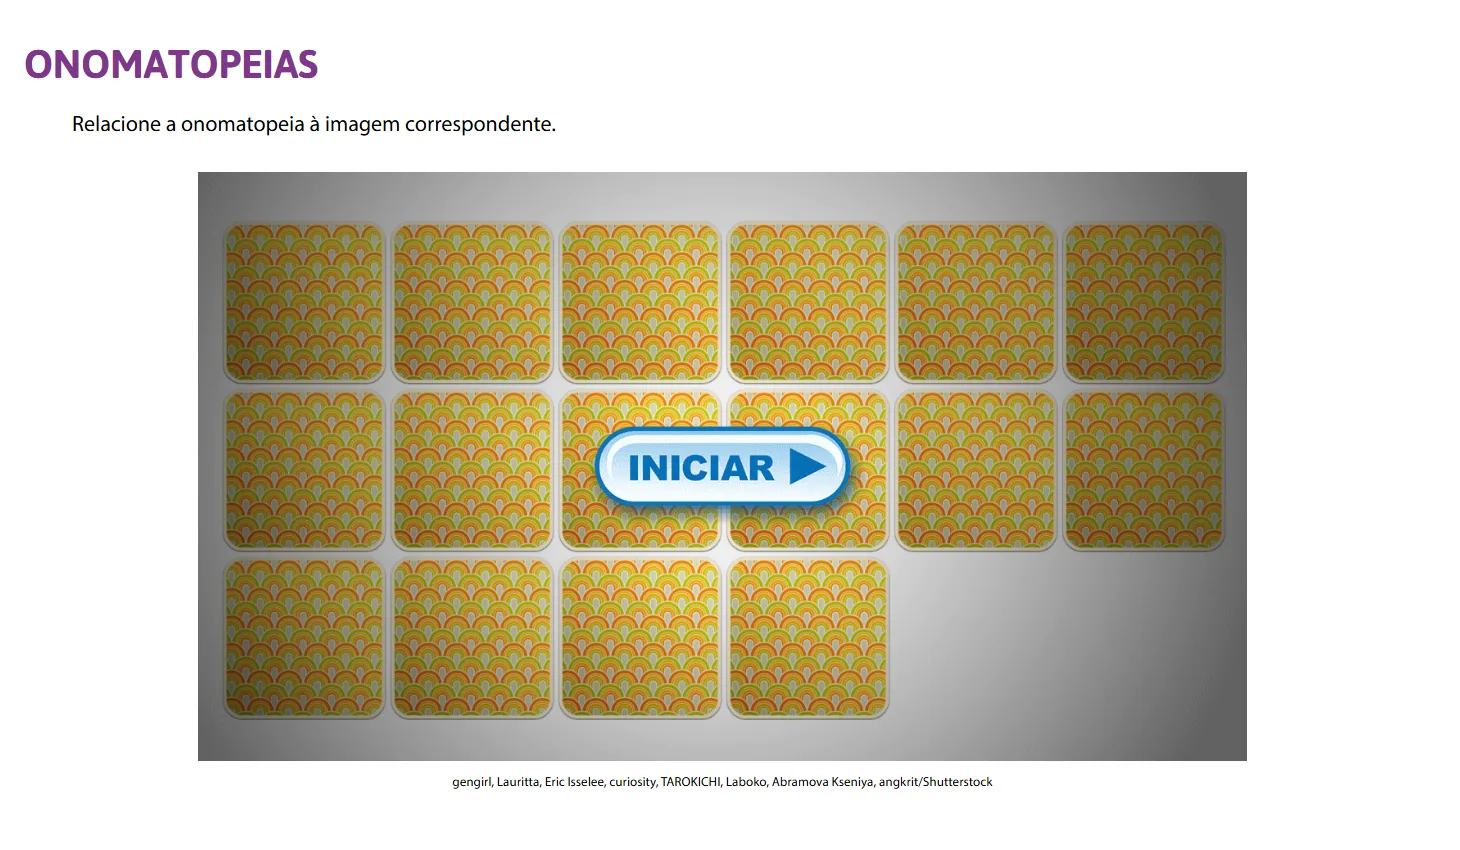 ONOMATOPEIAS
Relacione a onomatopeia à imagem correspondente.
INICIAR
gengirl, Lauritta, Eric Isselee, curiosity, TAROKICHI, Laboko, Abramova Kseniya, angkrit/Shutterstock